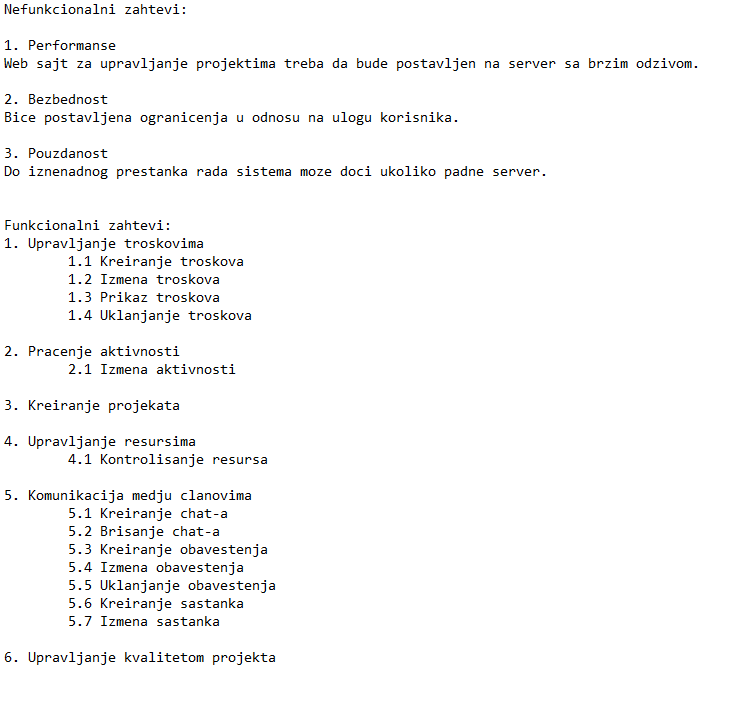 Nefunkcionalni zahtevi:
1. Performanse
Web sajt za upravljanje projektima treba da bude postavljen na server sa brzim odzivom.
2. Bezbednost
Bice postavljena ogranicenja u odnosu na ulogu korisnika.
3. Pouzdanost
Do iznenadnog prestanka rada sistema moze doci ukoliko padne server.
Funkcionalni zahtevi:
1. Upravljanje troskovima
1.1 Kreiranje troskova
1.2 Izmena troskova
1.3 Prikaz troskova
1.4 Uklanjanje troskova
2. Pracenje aktivnosti
2.1 Izmena aktivnosti
3. Kreiranje projekata
4. Upravljanje resursima
4.1 Kontrolisanje resursa
5. Komunikacija medju clanovima
5.1 Kreiranje chat-a
5.2 Brisanje chat-a
5.3 Kreiranje obavestenja
5.4 Izmena obavestenja
5.5 Uklanjanje obavestenja
5.6 Kreiranje sastanka
5.7 Izmena sastanka
6. Upravljanje kvalitetom projekta